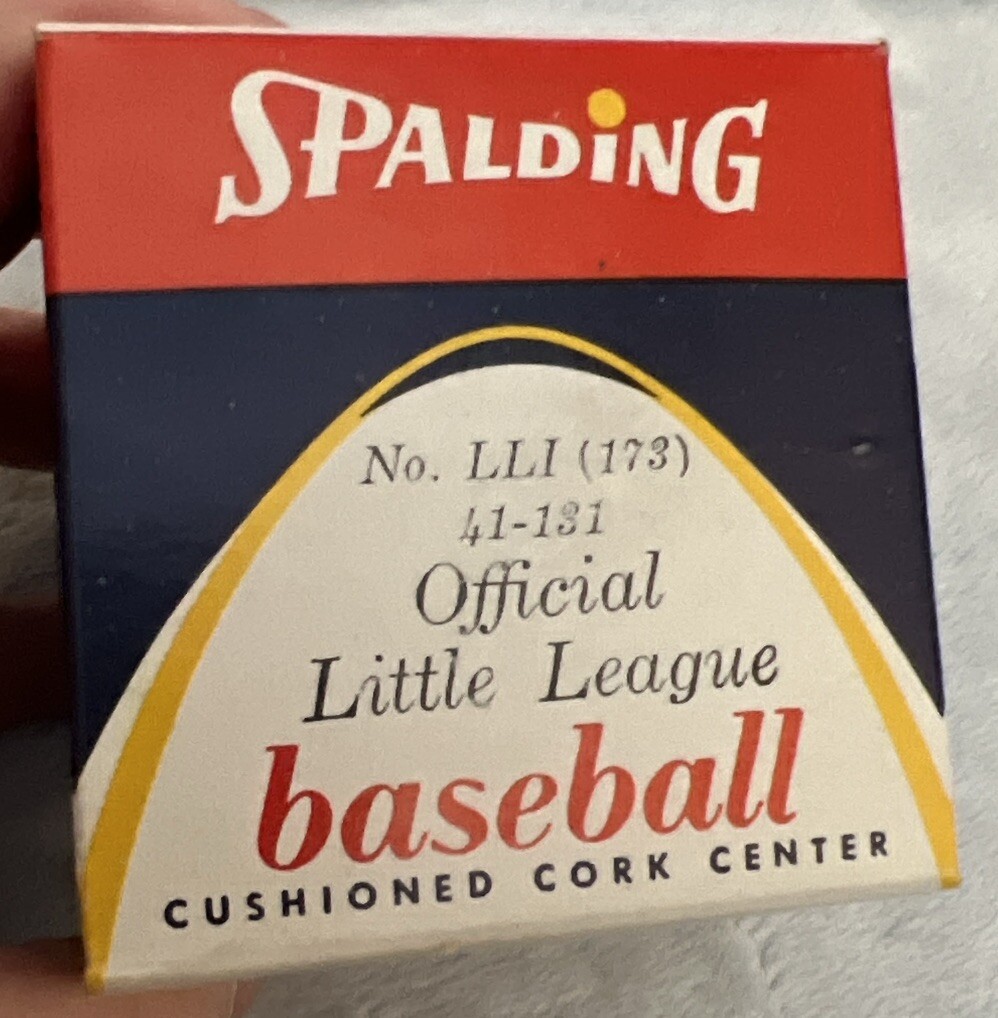 SPALDiNG
No. LLI (173)
41-131
Official
Little League
baseball
CUSHIONED CORK CENTER